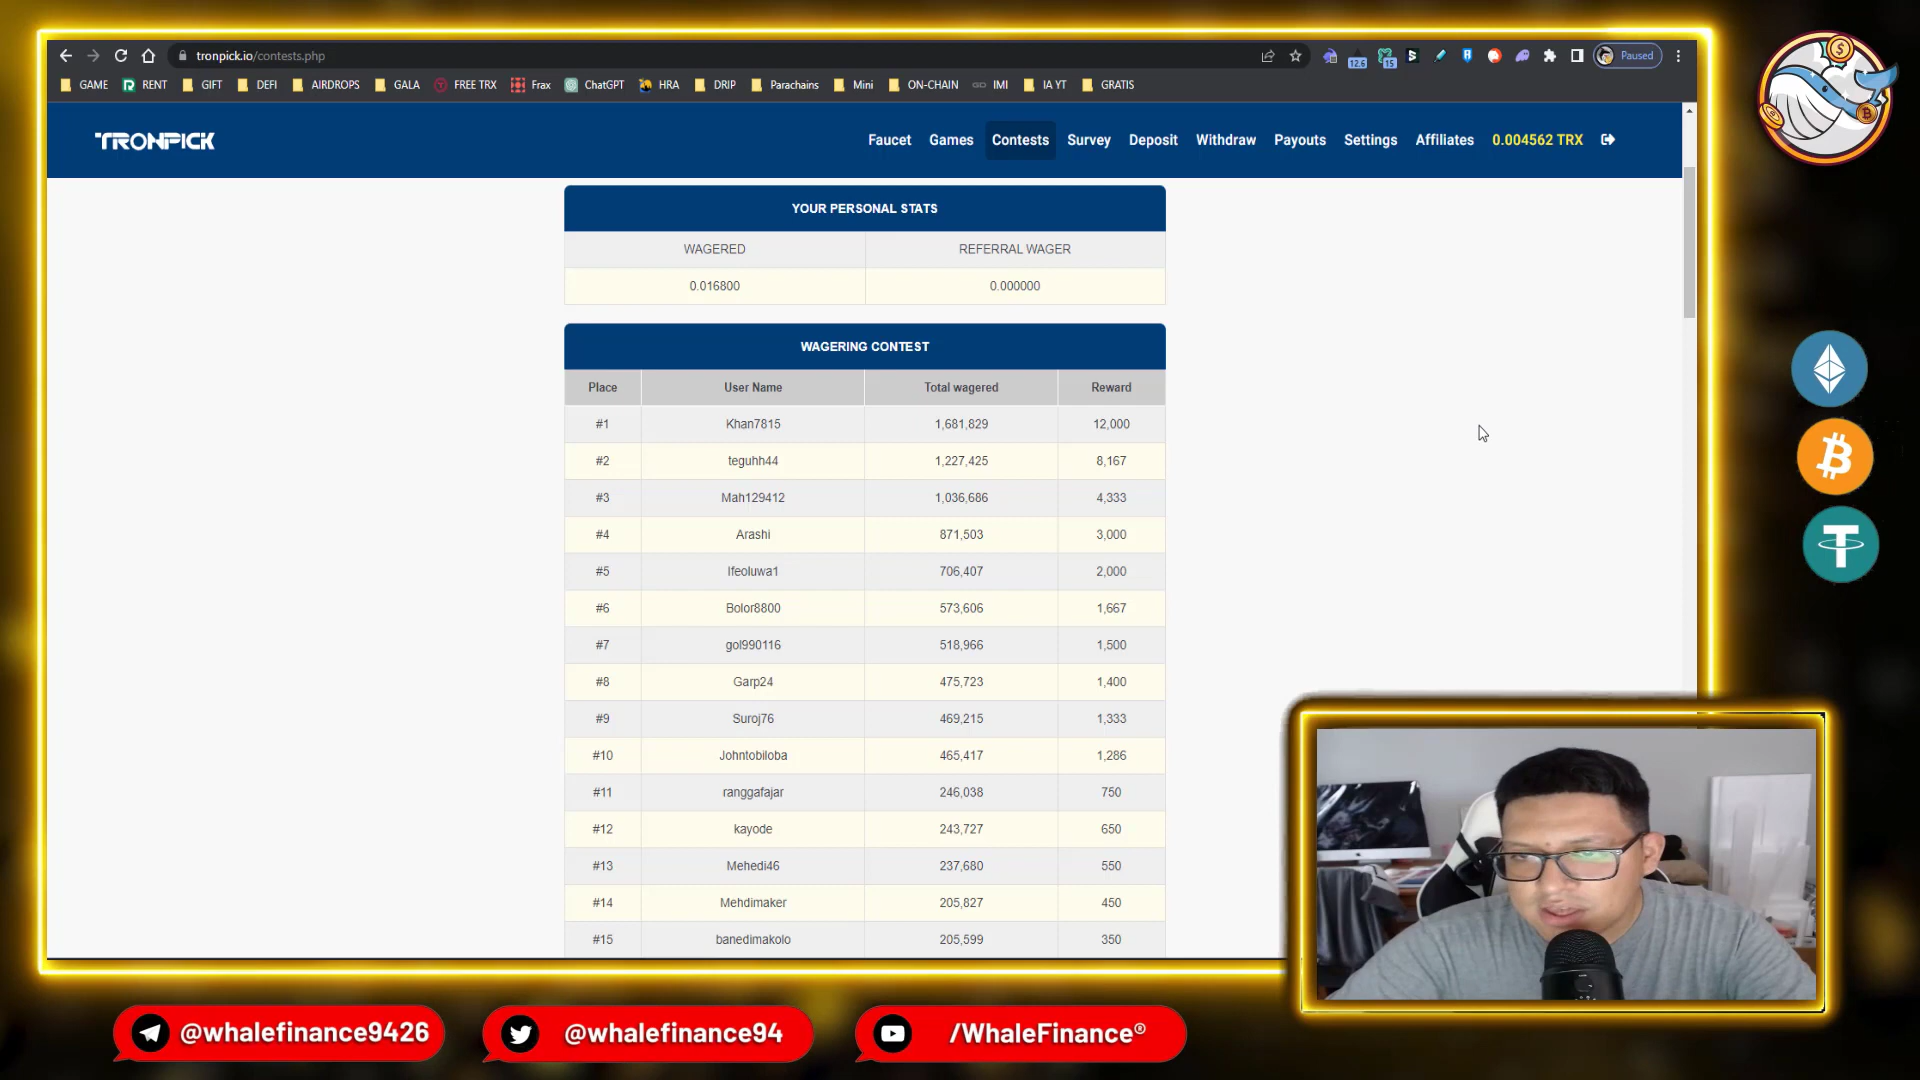 tronpick.io/contests.php
12.6
15
Paused
GAME RENT GIFT DEFI AIRDROPS GALA FREE TRX Frax ChatGPT HRA DRIP Parachains Mini ON-CHAIN IMI IA YT GRATIS
TRONPICK
Faucet Games Contests Survey Deposit Withdraw Payouts Settings Affiliates 0.004562 TRX
YOUR PERSONAL STATS
WAGERED REFERRAL WAGER
0.016800 0.000000
WAGERING CONTEST
Place User Name Total wagered Reward
#1 Khan7815 1,681,829 12,000
#2 teguhh44 1,227,425 8,167
#3 Mah129412 1,036,686 4,333
#4 Arashi 871,503 3,000
#5 Ifeoluwa1 706,407 2,000
#6 Bolor8800 573,606 1,667
#7 gol990116 518,966 1,500
#8 Garp24 475,723 1,400
#9 Suroj76 469,215 1,333
#10 Johntobiloba 465,417 1,286
#11 ranggafajar 246,038 750
#12 kayode 243,727 650
#13 Mehedi46 237,680 550
#14 Mehdimaker 205,827 450
#15 banedimakolo 205,599 350
@whalefinance9426
@whalefinance94
/WhaleFinance®